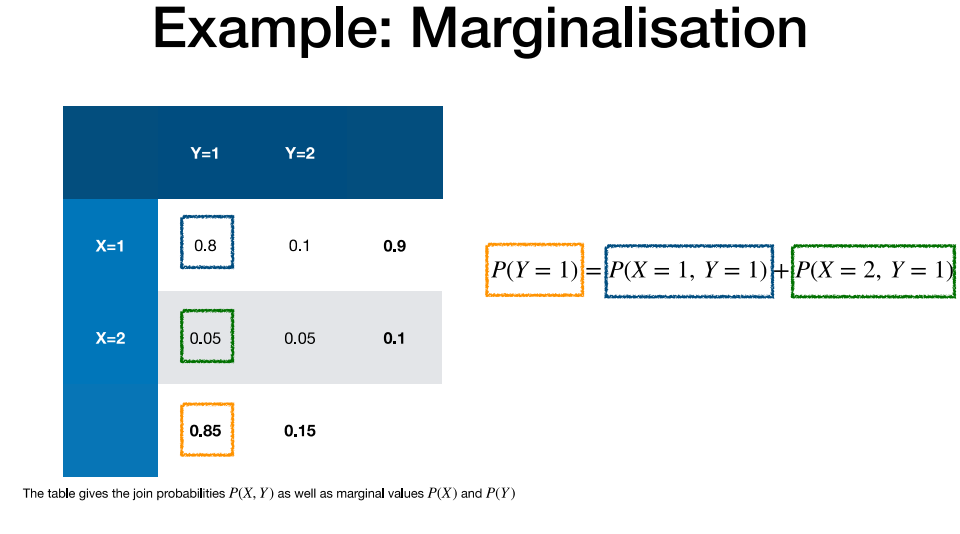 Example: Marginalisation
Y=1 Y=2
X=1 0.8 0.1 0.9
P(Y = 1) = P(X = 1, Y = 1) + P(X = 2, Y = 1)
X=2 0.05 0.05 0.1
0.85 0.15
The table gives the join probabilities P(X, Y) as well as marginal values P(X) and P(Y)